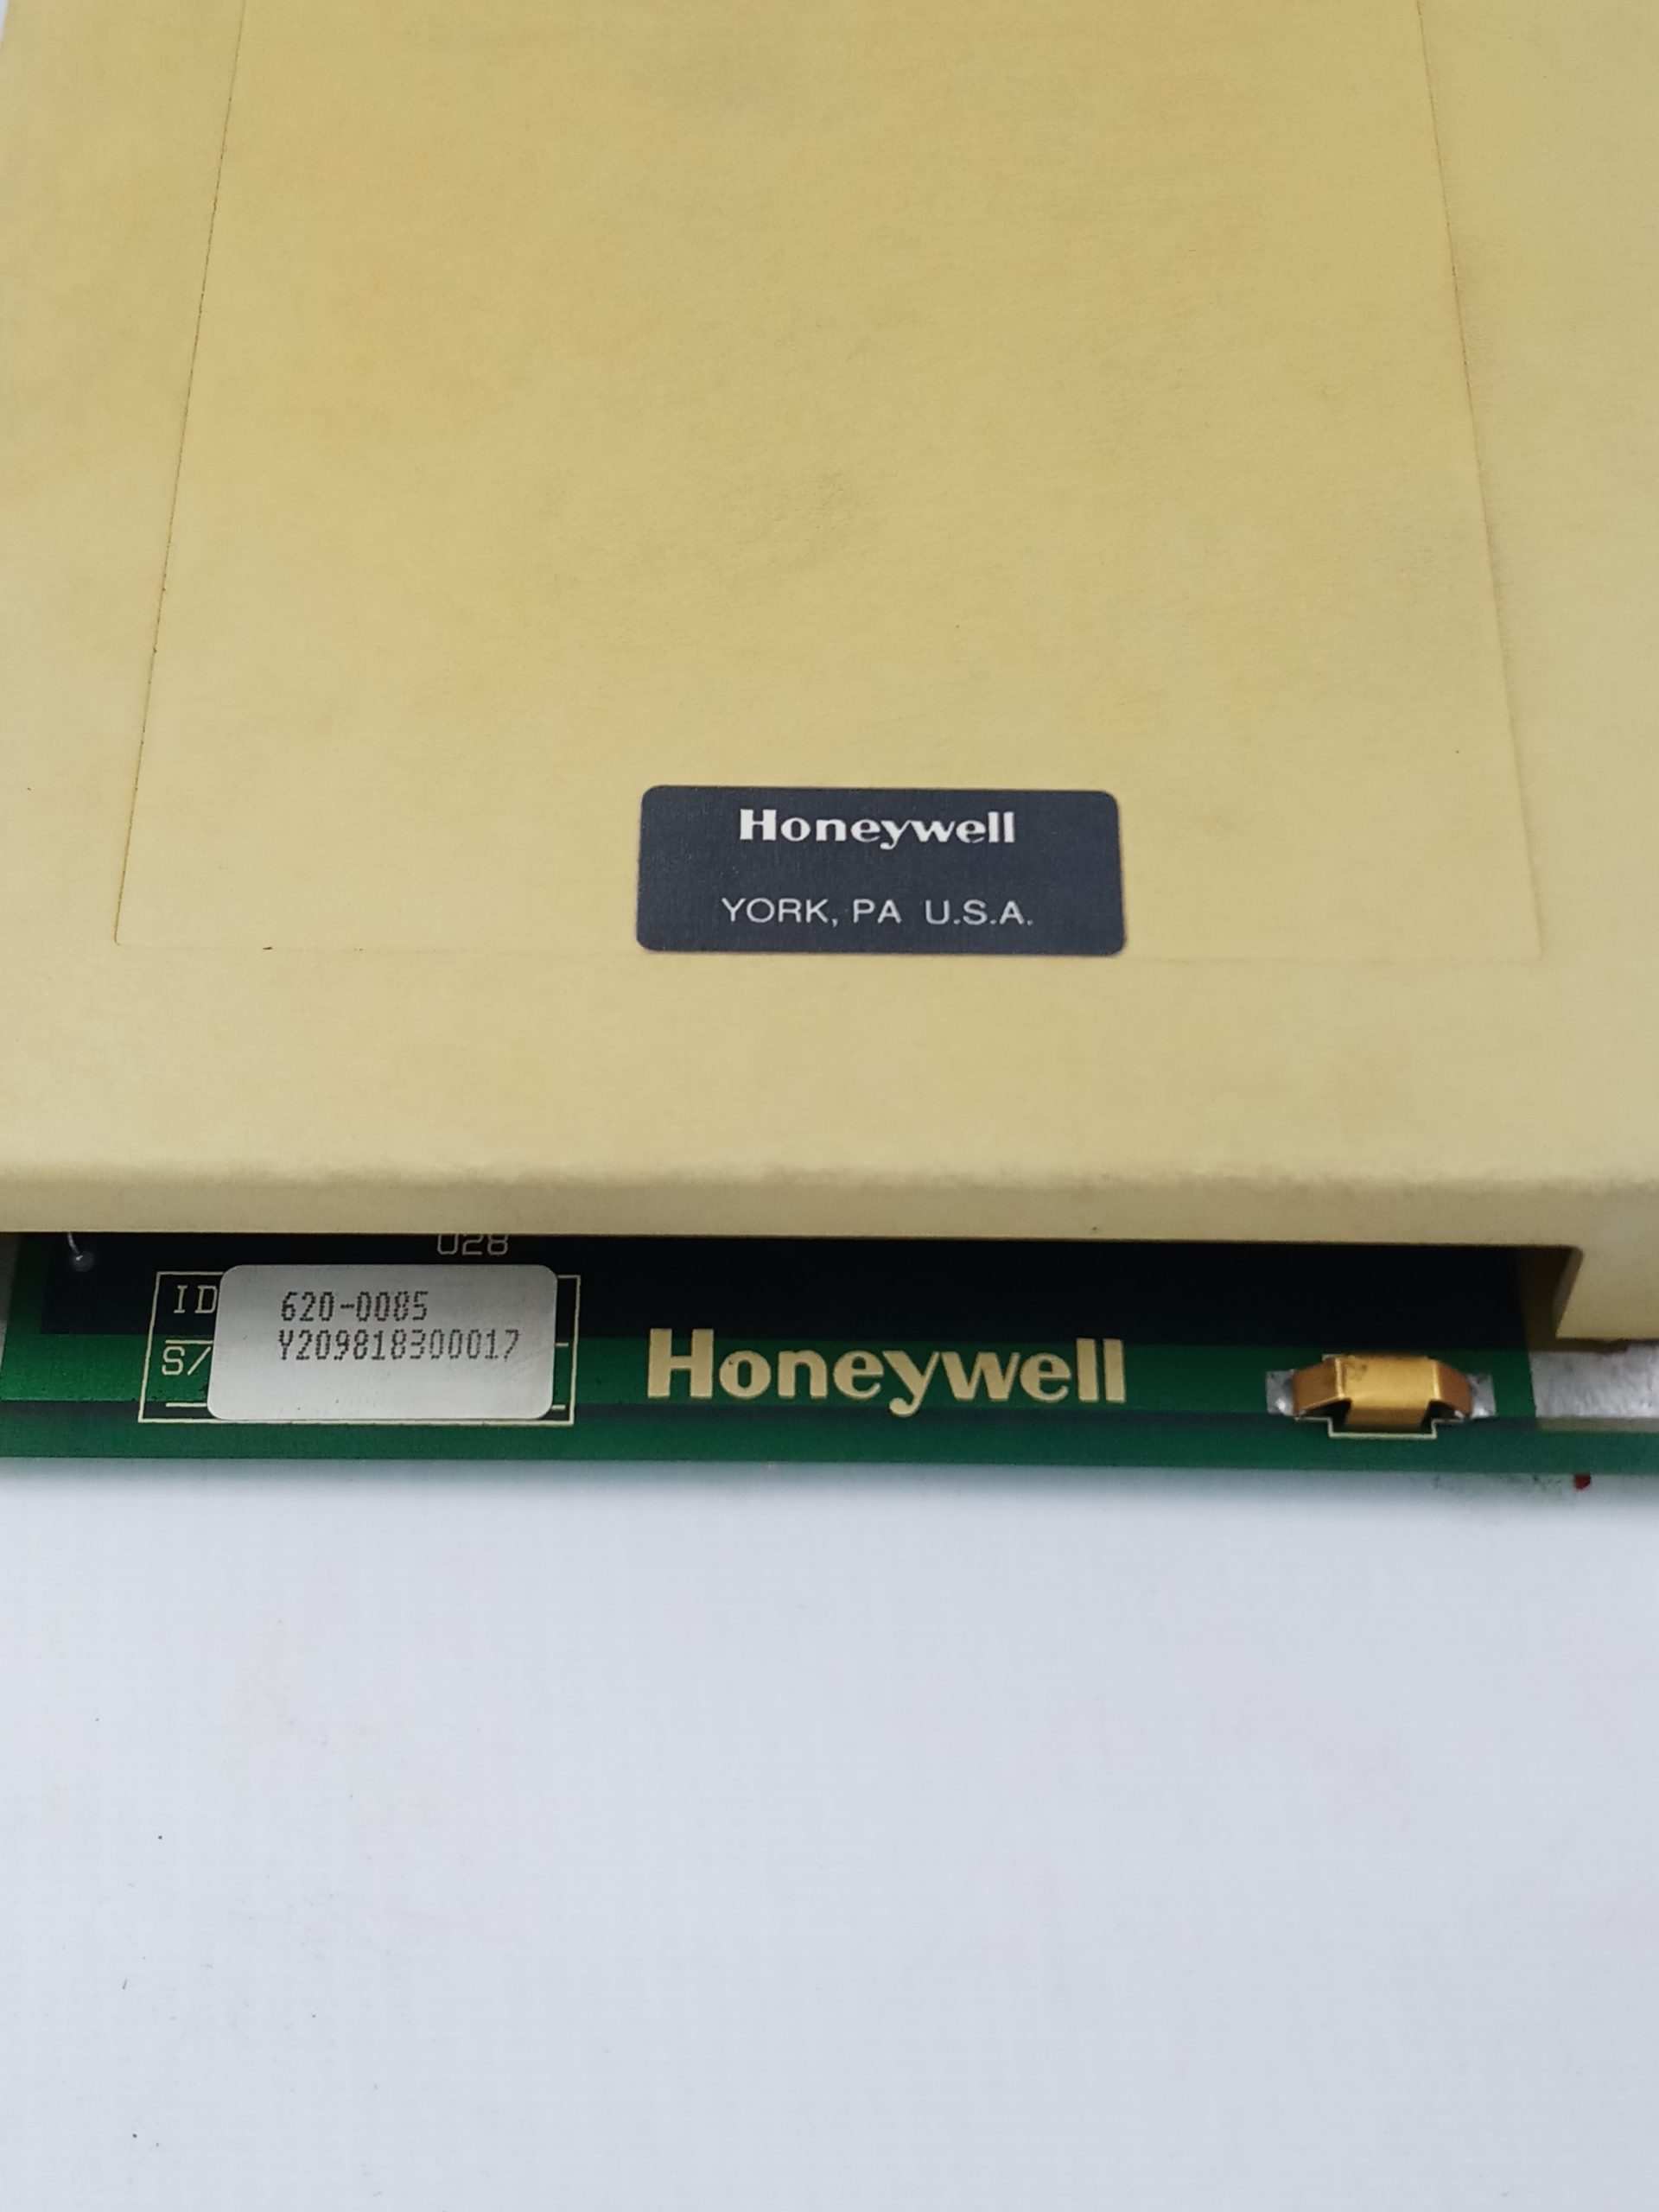 Honeywell
YORK, PA U.S.A.
U28
ID
620-0085
S/
Y209818300017
Honeywell